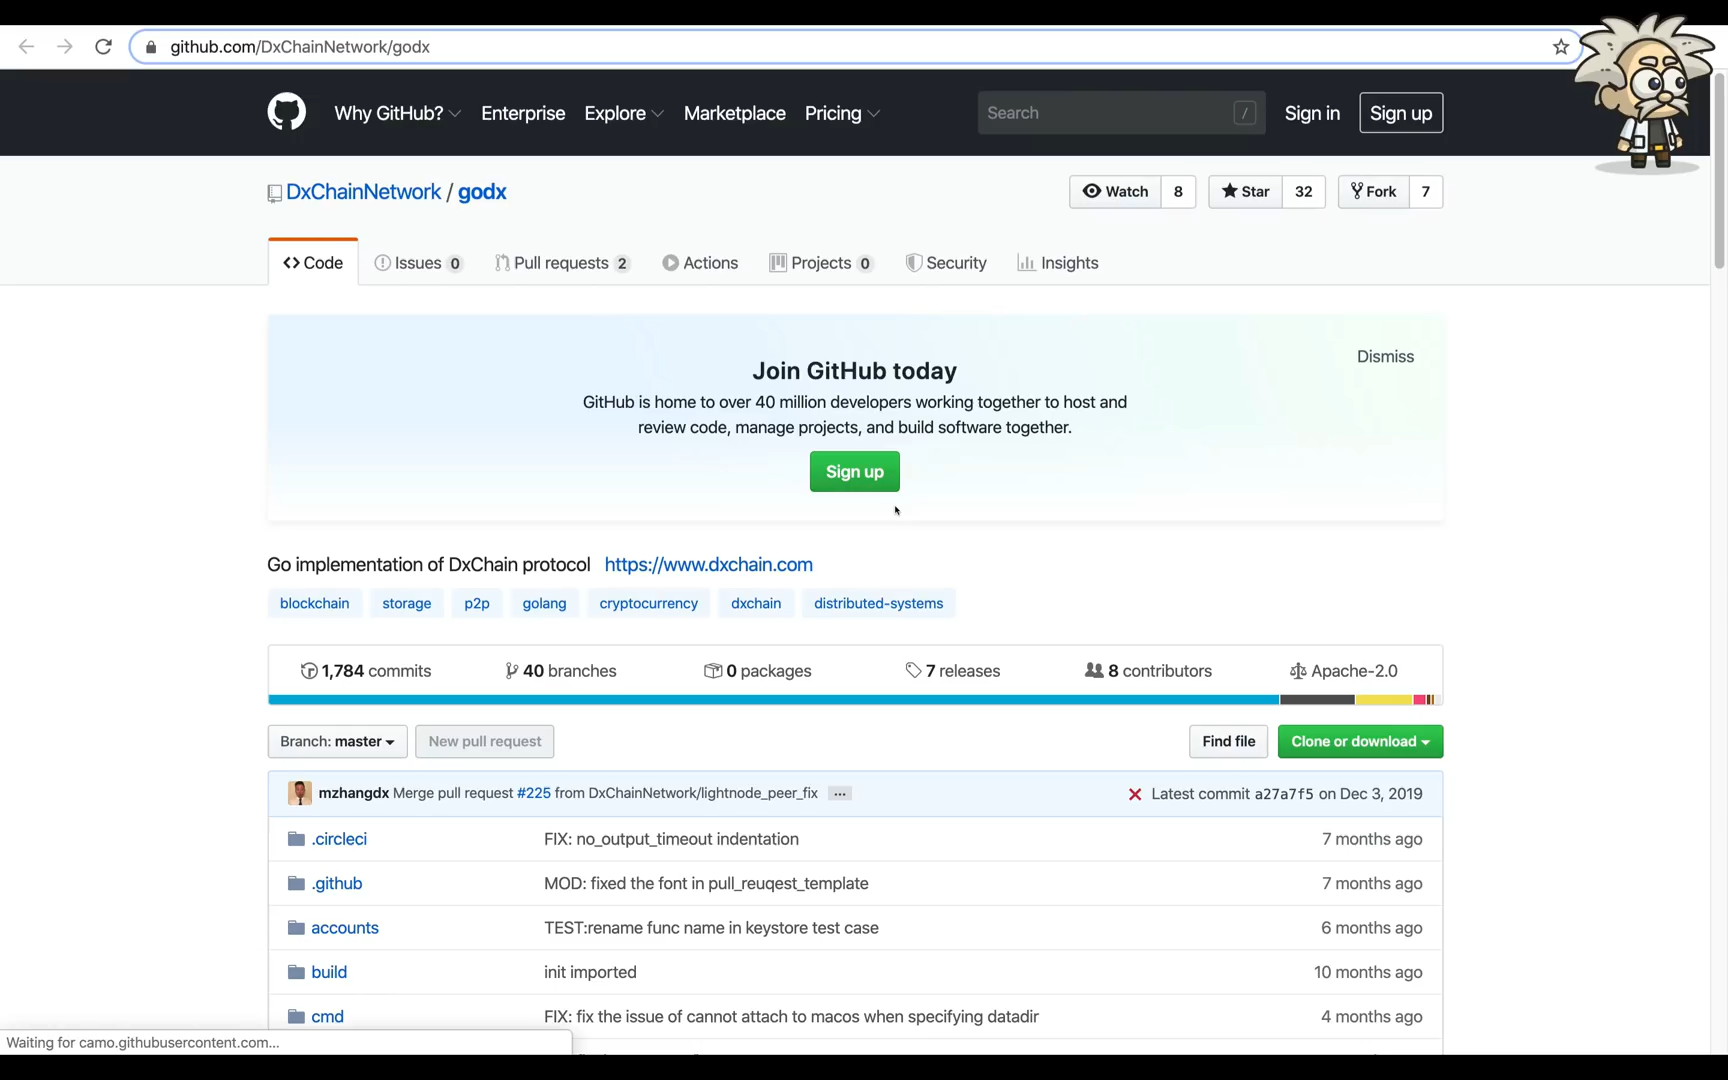 github.com/DxChainNetwork/godx
Why GitHub? Enterprise Explore Marketplace Pricing Search / Sign in Sign up
DxChainNetwork / godx Watch 8 Star 32 Fork 7
Code Issues 0 Pull requests 2 Actions Projects 0 Security Insights
Dismiss
Join GitHub today
GitHub is home to over 40 million developers working together to host and
review code, manage projects, and build software together.
Sign up
Go implementation of DxChain protocol https://www.dxchain.com
blockchain storage p2p golang cryptocurrency dxchain distributed-systems
1,784 commits 40 branches 0 packages 7 releases 8 contributors Apache-2.0
Branch: master New pull request Find file Clone or download
mzhangdx Merge pull request #225 from DxChainNetwork/lightnode_peer_fix ... Latest commit a27a7f5 on Dec 3, 2019
.circleci FIX: no_output_timeout indentation 7 months ago
.github MOD: fixed the font in pull_reuqest_template 7 months ago
accounts TEST:rename func name in keystore test case 6 months ago
build init imported 10 months ago
cmd FIX: fix the issue of cannot attach to macos when specifying datadir 4 months ago
Waiting for camo.githubusercontent.com...